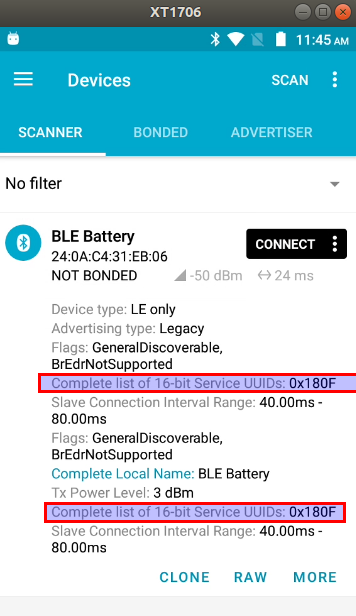 XT1706
11:45 AM
Devices
SCAN
SCANNER
BONDED
ADVERTISER
No filter
BLE Battery
24:0A:C4:31:EB:06
CONNECT
NOT BONDED
-50 dBm
24 ms
Device type: LE only
Advertising type: Legacy
Flags: GeneralDiscoverable,
BrEdrNotSupported
Complete list of 16-bit Service UUIDs: 0x180F
Slave Connection Interval Range: 40.00ms -
80.00ms
Flags: GeneralDiscoverable,
BrEdrNotSupported
Complete Local Name: BLE Battery
Tx Power Level: 3 dBm
Complete list of 16-bit Service UUIDs: 0x180F
Slave Connection Interval Range: 40.00ms -
80.00ms
CLONE
RAW
MORE